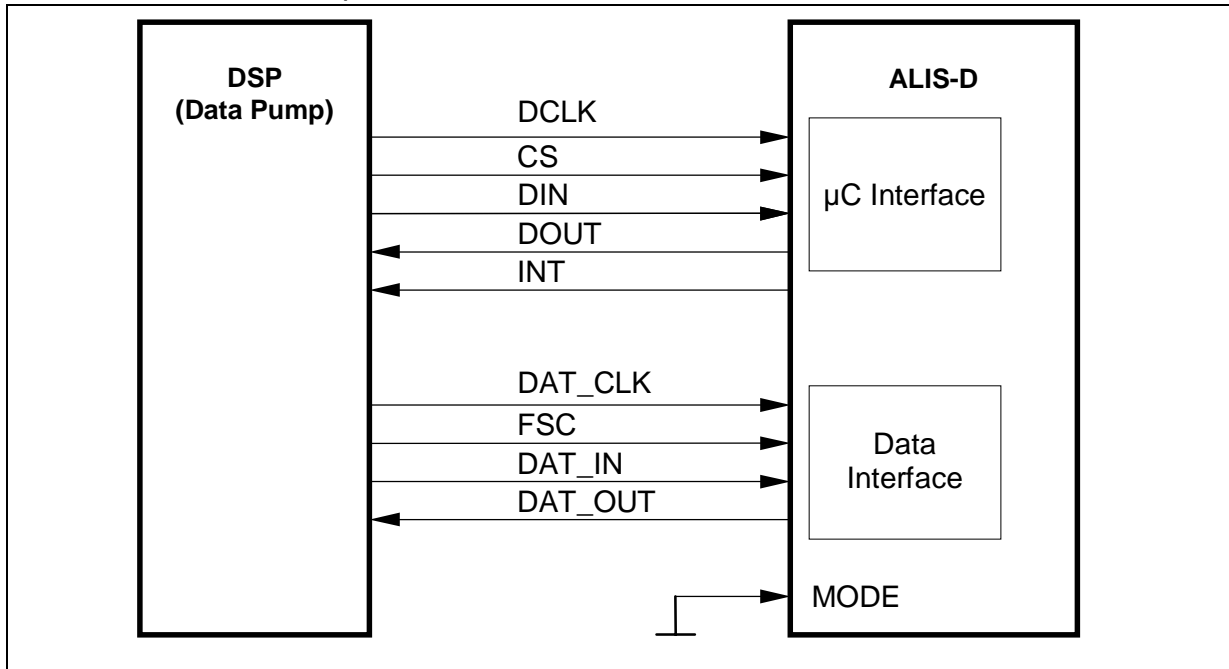 DSP
(Data Pump)
ALIS-D
DCLK
CS
DIN
DOUT
INT
µC Interface
DAT_CLK
FSC
DAT_IN
DAT_OUT
Data
Interface
MODE